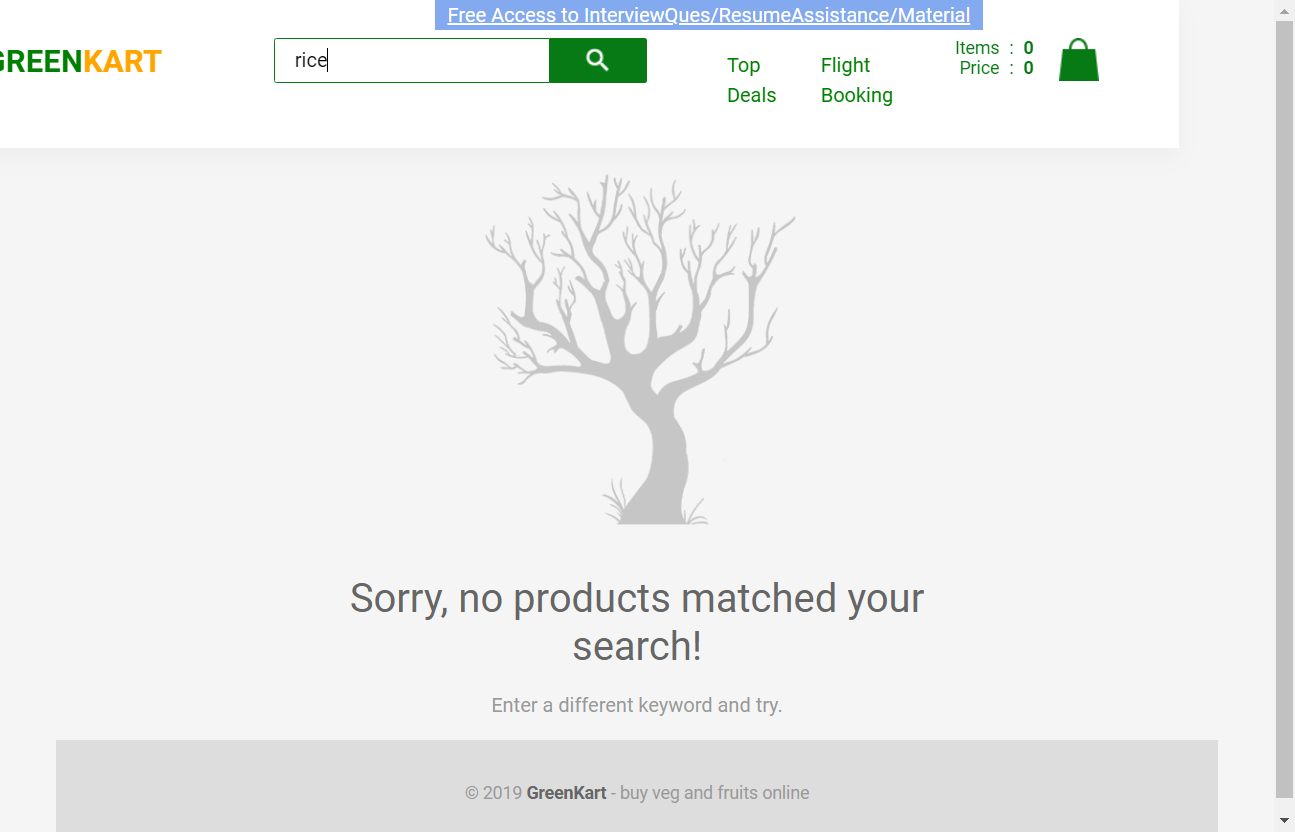 Free Access to InterviewQues/ResumeAssistance/Material
GREENKART
rice
Top Deals
Flight Booking
Items : 0
Price : 0
Sorry, no products matched your
search!
Enter a different keyword and try.
© 2019 GreenKart - buy veg and fruits online